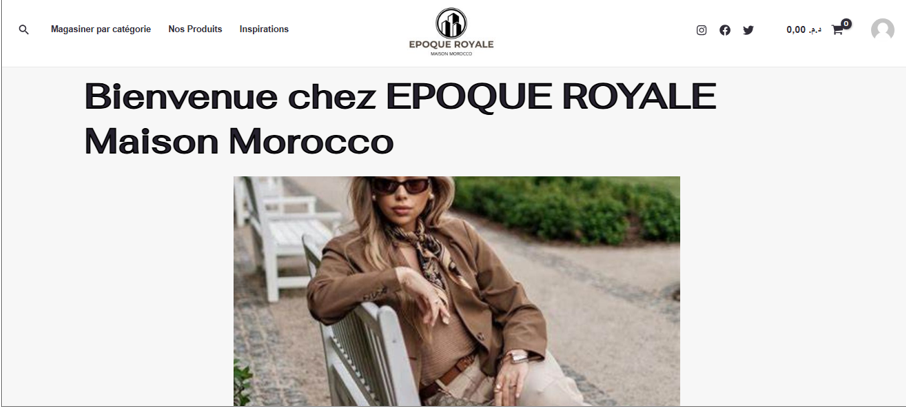 Magasiner par catégorie Nos Produits Inspirations
EPOQUE ROYALE
MAISON MOROCCO
0,00 د.م.
0
Bienvenue chez EPOQUE ROYALE
Maison Morocco